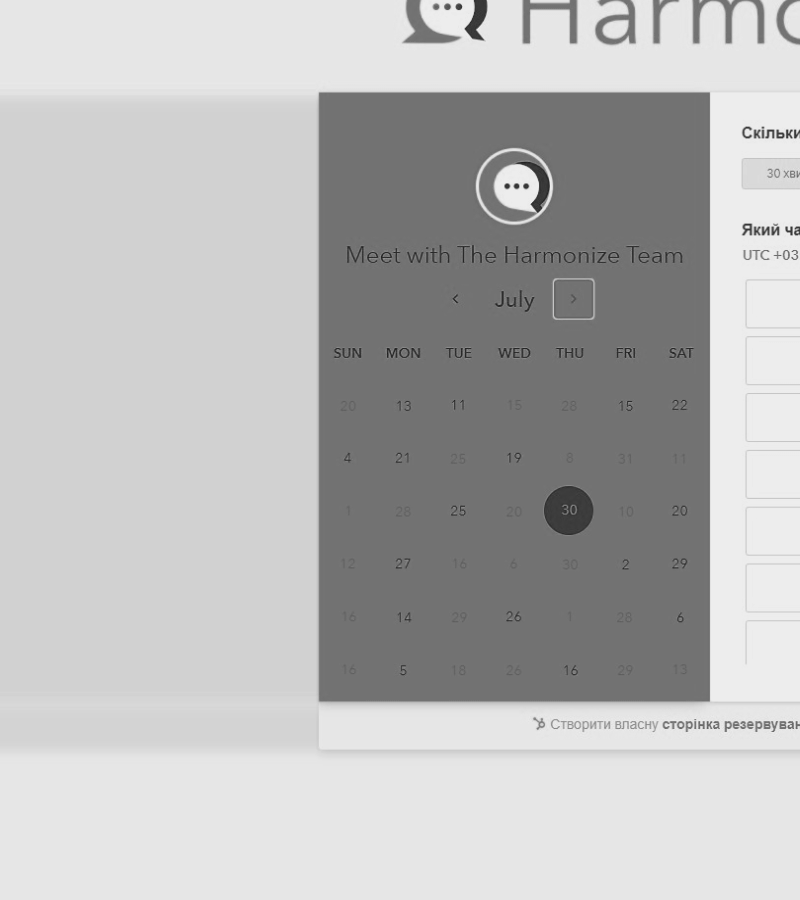 Harmo
Meet with The Harmonize Team
July
SUN MON TUE WED THU FRI SAT
20 13 11 15 28 15 22
4 21 25 19 8 31 11
1 28 25 20 30 10 20
12 27 16 6 30 2 29
16 14 29 26 1 28 6
16 5 18 26 16 29 13
Скільки
30 хви
Який ча
UTC +03
Створити власну сторінка резервуван